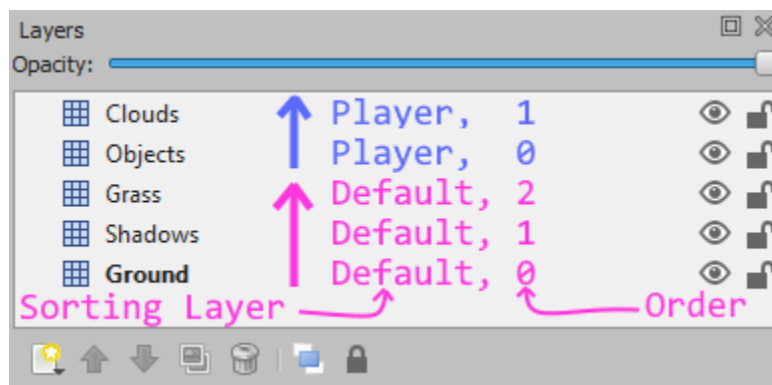 Layers
Opacity:
Clouds Player, 1
Objects Player, 0
Grass Default, 2
Shadows Default, 1
Ground Default, 0
Sorting Layer Order